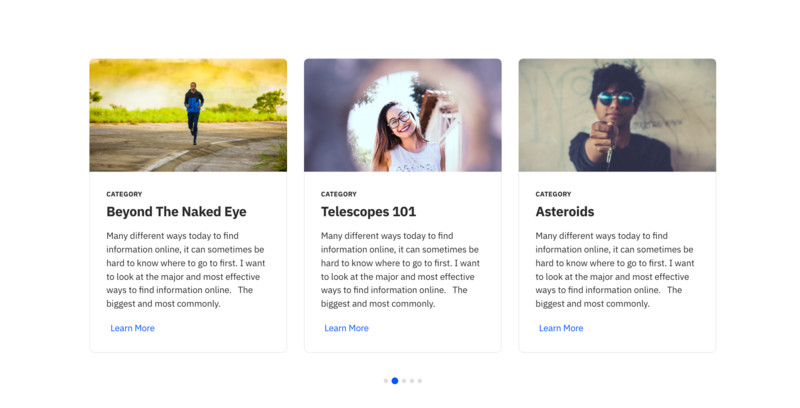 CATEGORY
Beyond The Naked Eye
Many different ways today to find
information online, it can sometimes be
hard to know where to go to first. I want
to look at the major and most effective
ways to find information online. The
biggest and most commonly.
Learn More
CATEGORY
Telescopes 101
Many different ways today to find
information online, it can sometimes be
hard to know where to go to first. I want
to look at the major and most effective
ways to find information online. The
biggest and most commonly.
Learn More
CATEGORY
Asteroids
Many different ways today to find
information online, it can sometimes be
hard to know where to go to first. I want
to look at the major and most effective
ways to find information online. The
biggest and most commonly.
Learn More